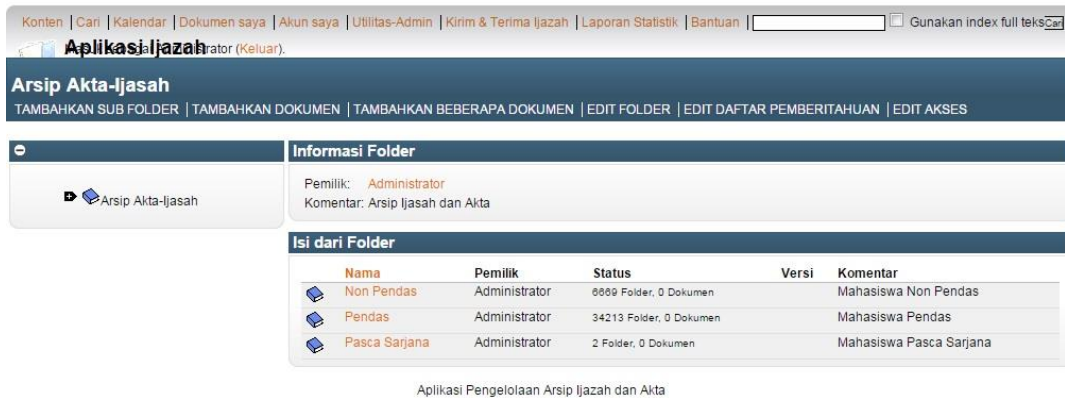 Konten | Cari | Kalendar | Dokumen saya | Akun saya | Utilitas-Admin | Kirim & Terima Ijazah | Laporan Statistik | Bantuan | Gunakan index full teks Cari
Aplikasi Ijazah
(Keluar).
Arsip Akta-Ijasah
TAMBAHKAN SUB FOLDER | TAMBAHKAN DOKUMEN | TAMBAHKAN BEBERAPA DOKUMEN | EDIT FOLDER | EDIT DAFTAR PEMBERITAHUAN | EDIT AKSES
Arsip Akta-Ijasah
Informasi Folder
Pemilik: Administrator
Komentar: Arsip Ijasah dan Akta
Isi dari Folder
Nama Pemilik Status Versi Komentar
Non Pendas Administrator 6669 Folder, 0 Dokumen Mahasiswa Non Pendas
Pendas Administrator 34213 Folder, 0 Dokumen Mahasiswa Pendas
Pasca Sarjana Administrator 2 Folder, 0 Dokumen Mahasiswa Pasca Sarjana
Aplikasi Pengelolaan Arsip Ijazah dan Akta